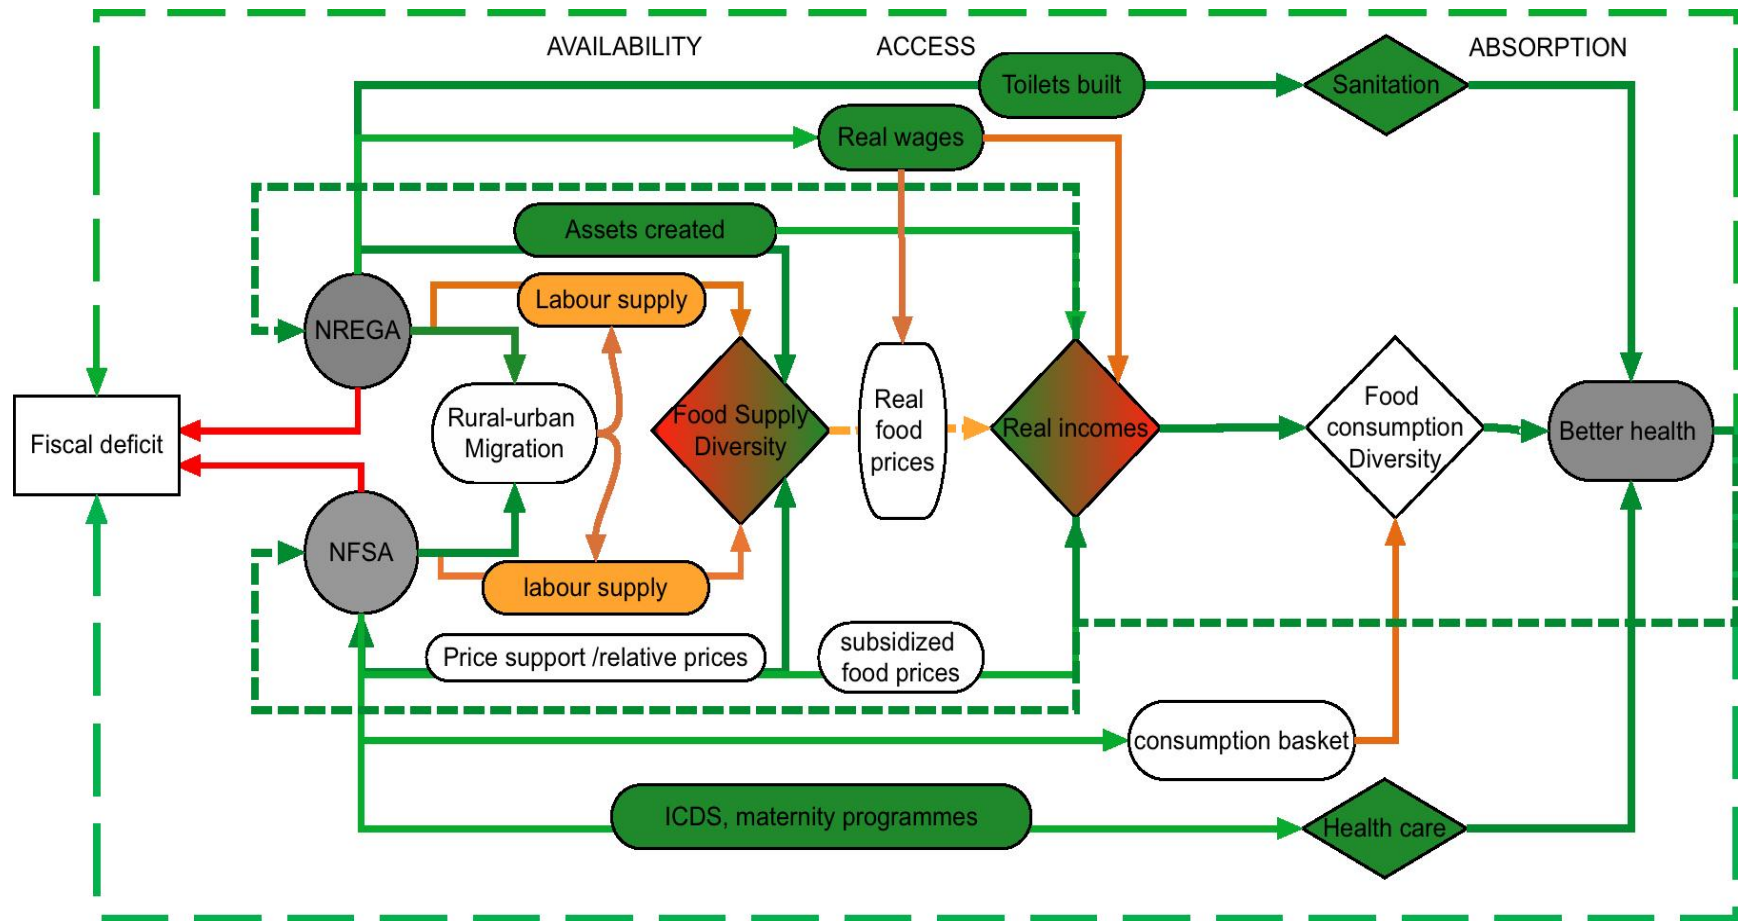 AVAILABILITY
ACCESS
ABSORPTION
Toilets built
Sanitation
Real wages
Assets created
Labour supply
NREGA
Rural-urban
Migration
Food Supply
Diversity
Real
food
prices
Real incomes
Food
consumption
Diversity
Better health
Fiscal deficit
NFSA
labour supply
Price support /relative prices
subsidized
food prices
consumption basket
ICDS, maternity programmes
Health care